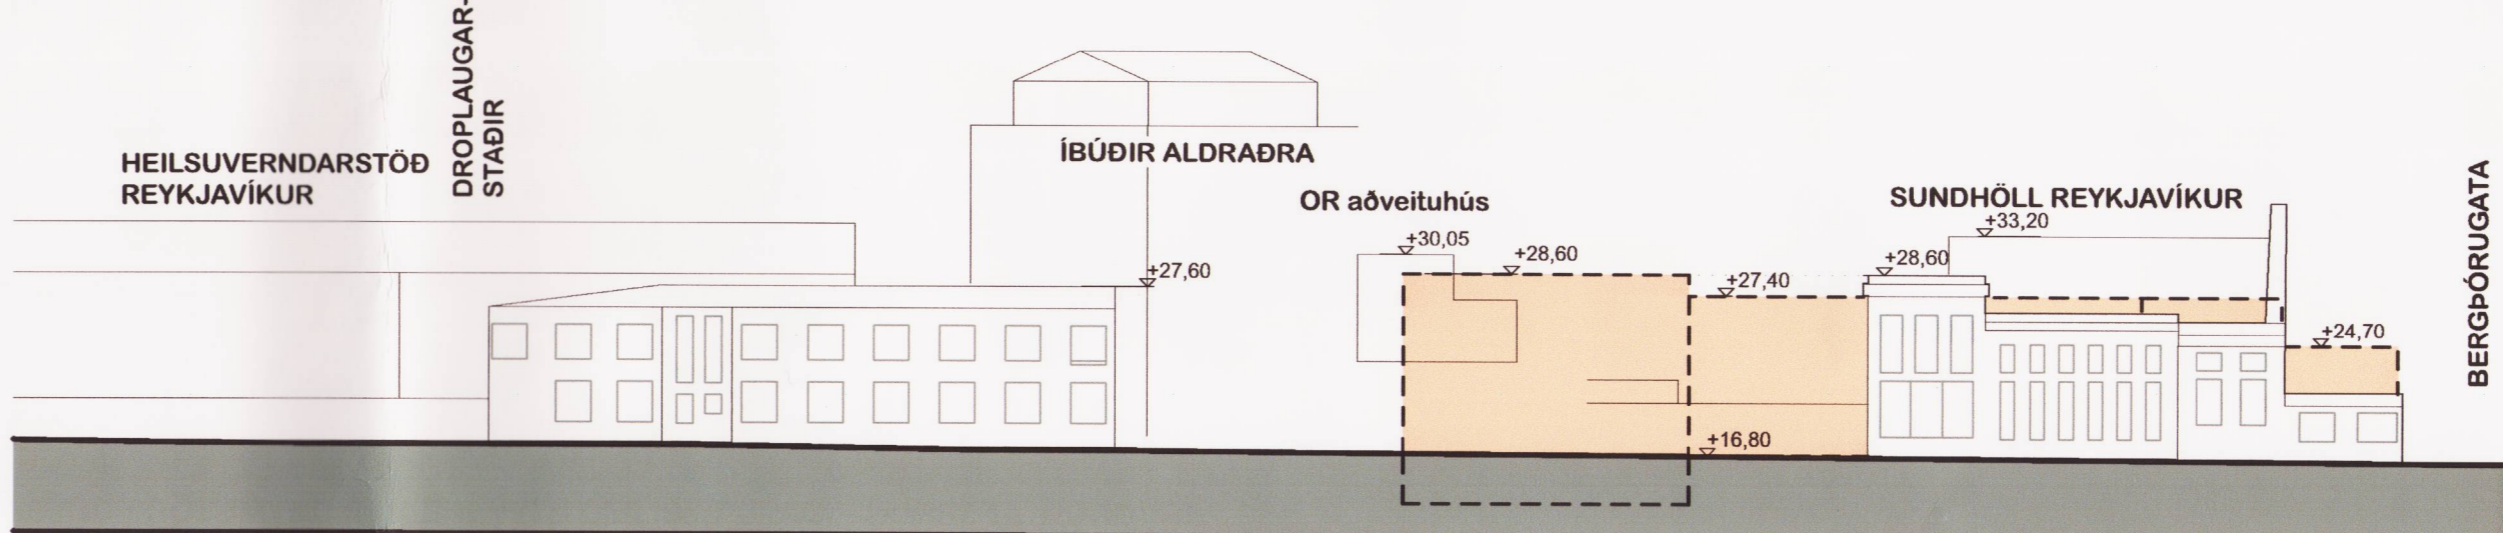 DROPLAUGAR-
STAÐIR
HEILSUVERNDARSTÖÐ
REYKJAVÍKUR
ÍBÚÐIR ALDRAÐRA
OR aðveituhús
SUNDHÖLL REYKJAVÍKUR
BERGÞÓRUGATA
+33,20
+30,05
+28,60
+28,60
+27,60
+27,40
+24,70
+16,80